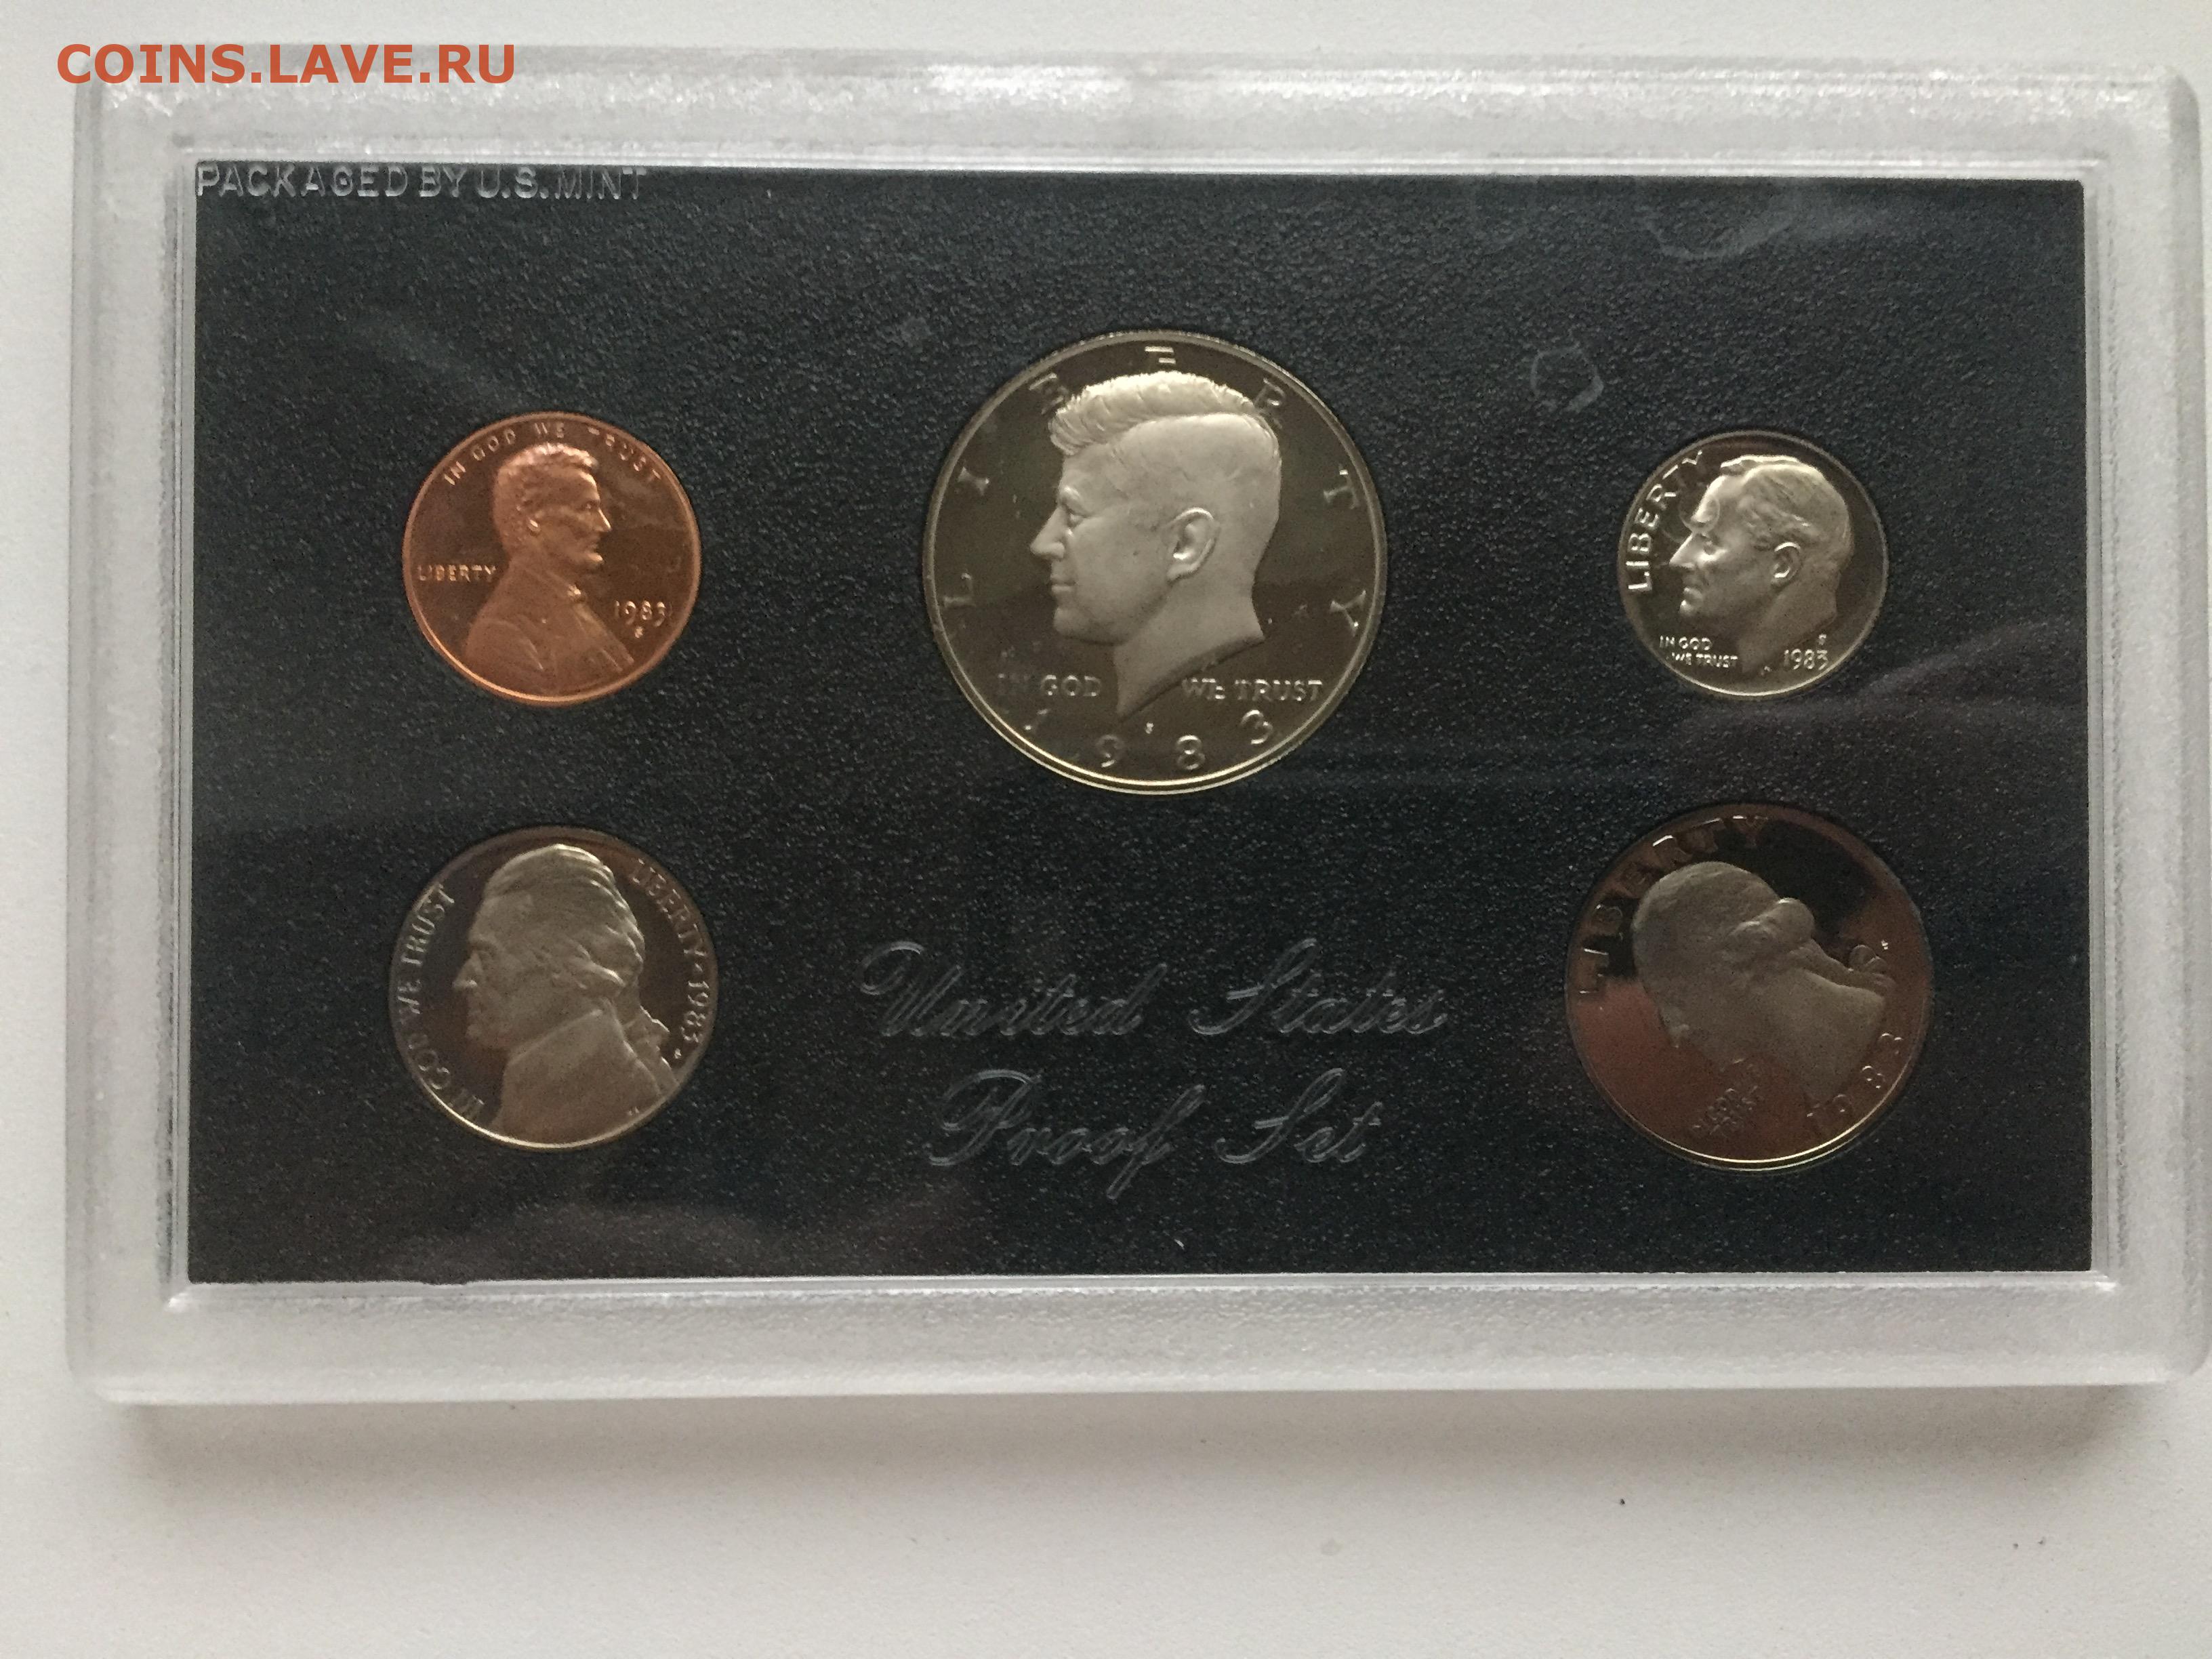 COINS.LAVE.RU
PACKAGED BY U.S. MINT
LIBERTY
IN GOD WE TRUST
1983
S
IN GOD WE TRUST
LIBERTY
1983
S
LIBERTY
IN GOD
WE TRUST
1983
S
IN GOD WE TRUST
LIBERTY 1983
S
LIBERTY
1983
United States
Proof Set